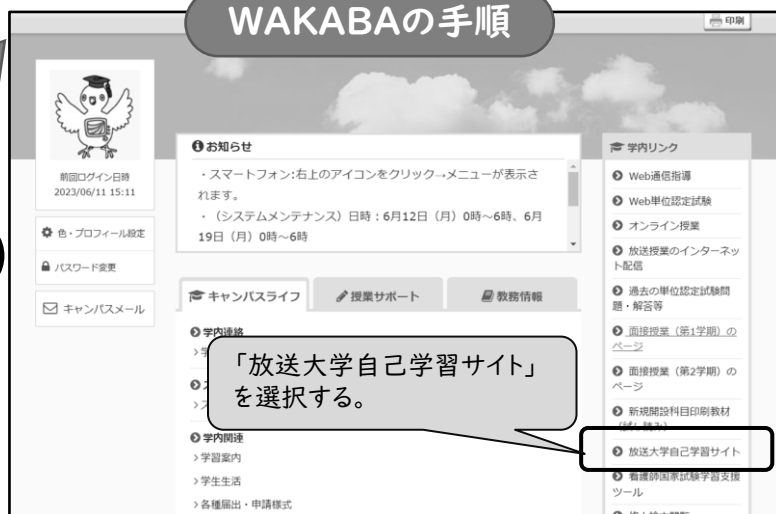 WAKABAの手順
印刷
前回ログイン日時
2023/06/11 15:11
色・プロフィール設定
パスワード変更
キャンパスメール
お知らせ
・スマートフォン:右上のアイコンをクリック→メニューが表示さ
れます。
・（システムメンテナンス）日時：6月12日（月）0時～6時、6月
19日（月）0時～6時
キャンパスライフ
授業サポート
教務情報
学内連絡
「放送大学自己学習サイト」
を選択する。
学内関連
学習案内
学生生活
各種届出・申請様式
学内リンク
Web通信指導
Web単位認定試験
オンライン授業
放送授業のインターネッ
ト配信
過去の単位認定試験問
題・解答等
面接授業（第1学期）の
ページ
面接授業（第2学期）の
ページ
新規開設科目印刷教材
（試し読み）
放送大学自己学習サイト
看護師国家試験学習支援
ツール